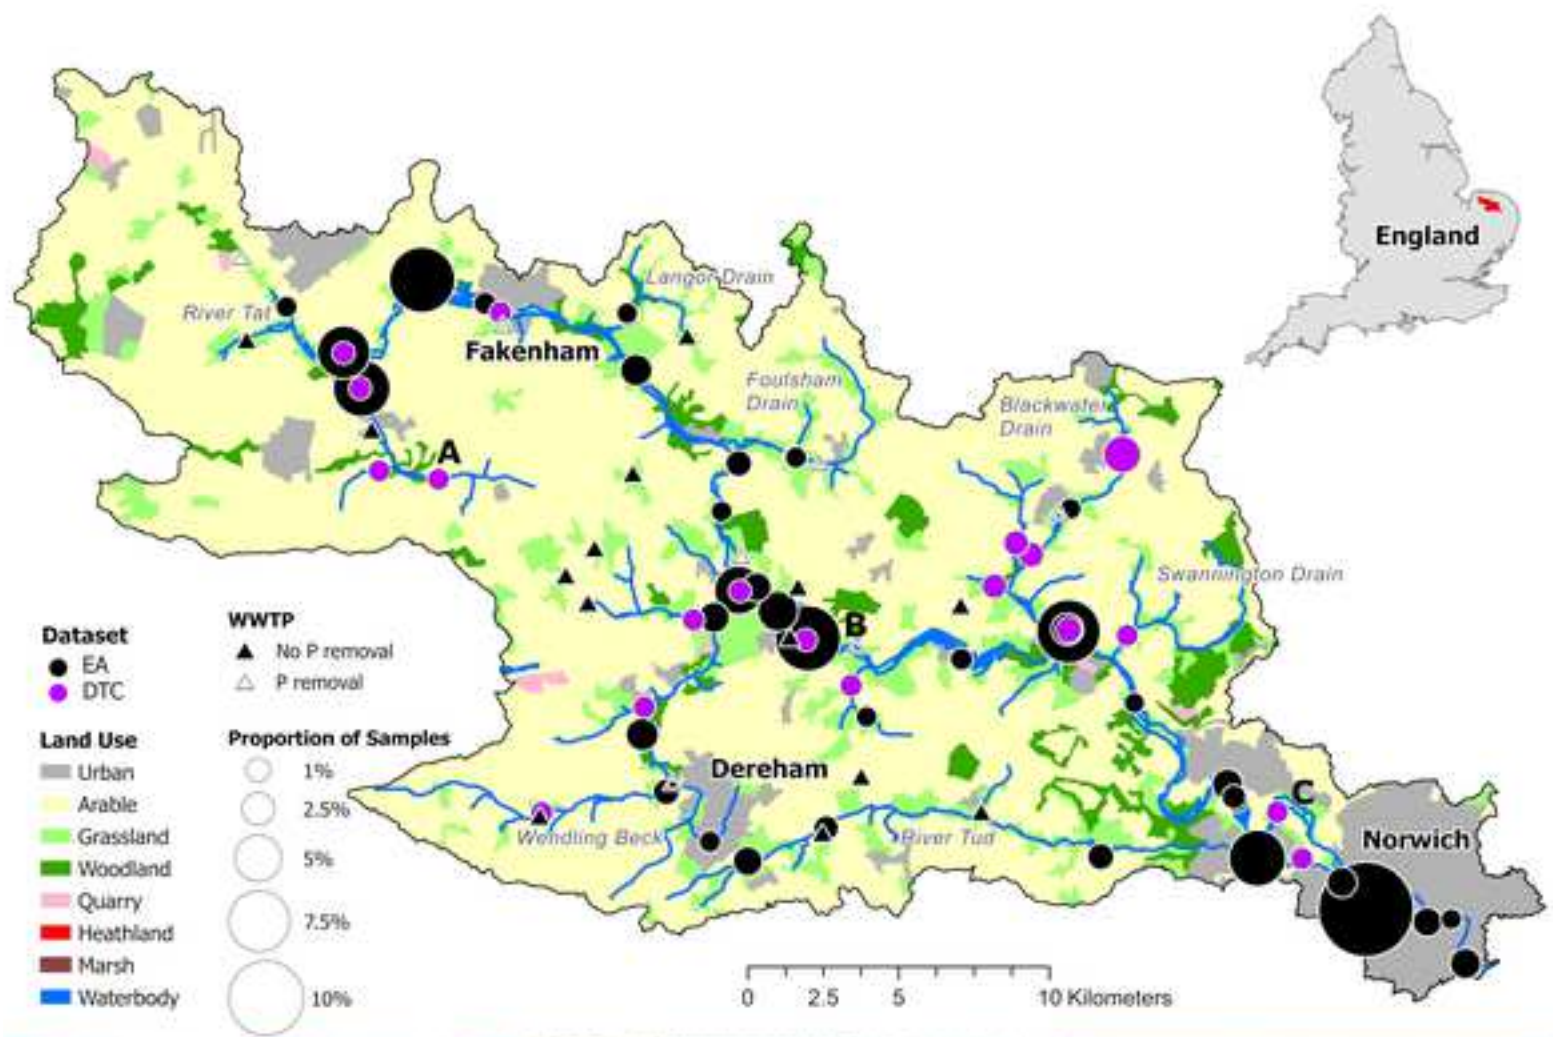 England
Langor Drain
River Tat
Fakenham
Foulsham
Drain
Blackwater
Drain
A
Swannington Drain
B
WWTP
No P removal
P removal
Dataset
EA
DTC
Land Use
Urban
Arable
Grassland
Woodland
Quarry
Heathland
Marsh
Waterbody
Proportion of Samples
1%
2.5%
5%
7.5%
10%
Dereham
Wendling Beck
River Tud
C
Norwich
0 2.5 5 10 Kilometers